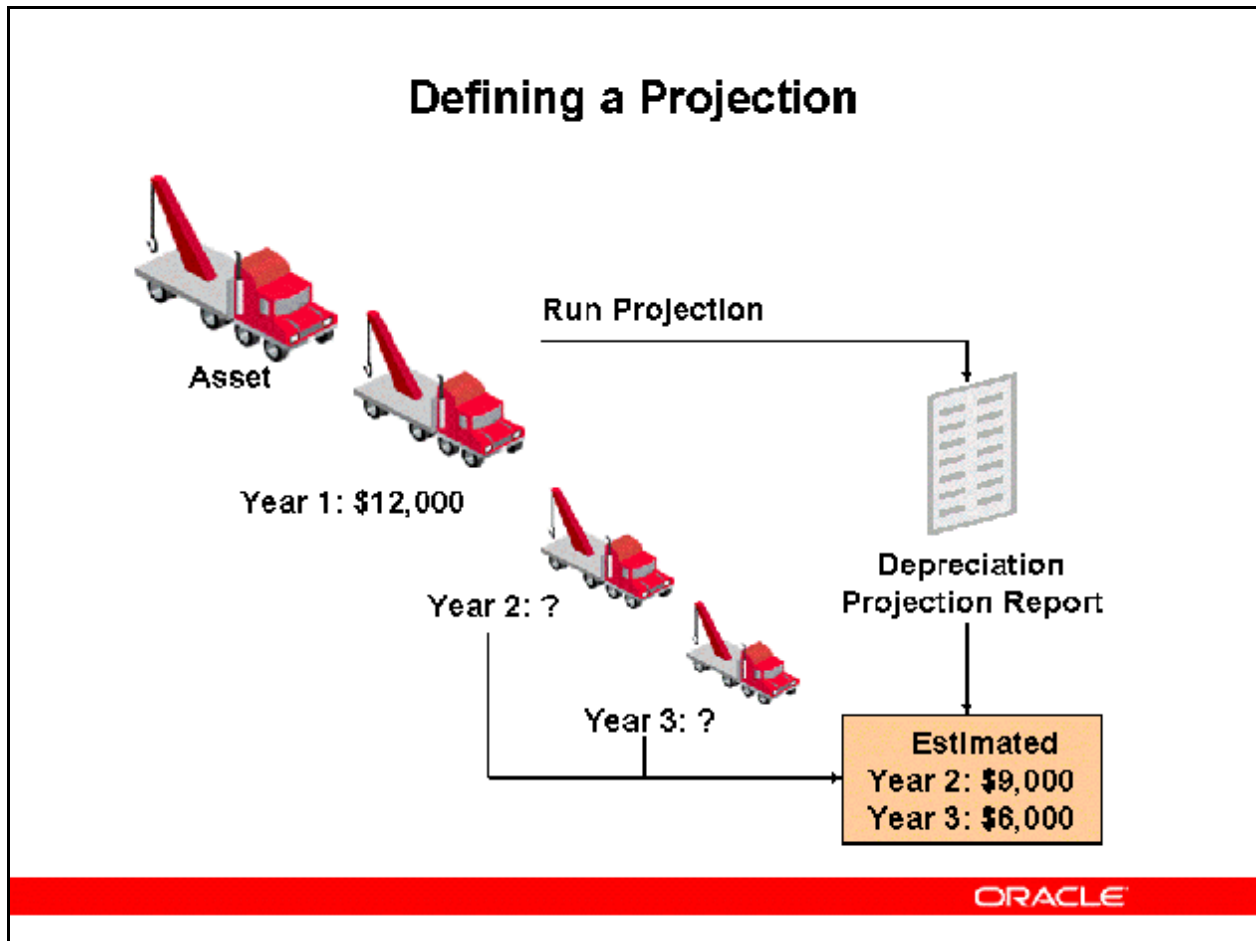 Defining a Projection
Run Projection
Asset
Year 1: $12,000
Depreciation
Projection Report
Year 2: ?
Year 3: ?
Estimated
Year 2: $9,000
Year 3: $6,000
ORACLE